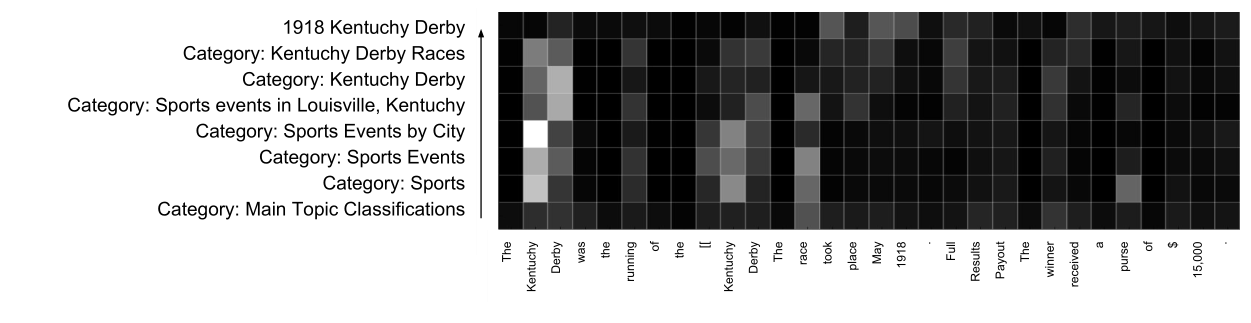 1918 Kentuchy Derby
Category: Kentuchy Derby Races
Category: Kentuchy Derby
Category: Sports events in Louisville, Kentuchy
Category: Sports Events by City
Category: Sports Events
Category: Sports
Category: Main Topic Classifications
The Kentuchy Derby was the running of the [[ Kentuchy Derby The race took place May 1918 . Full Results Payout The winner received a purse of $ 15,000 .